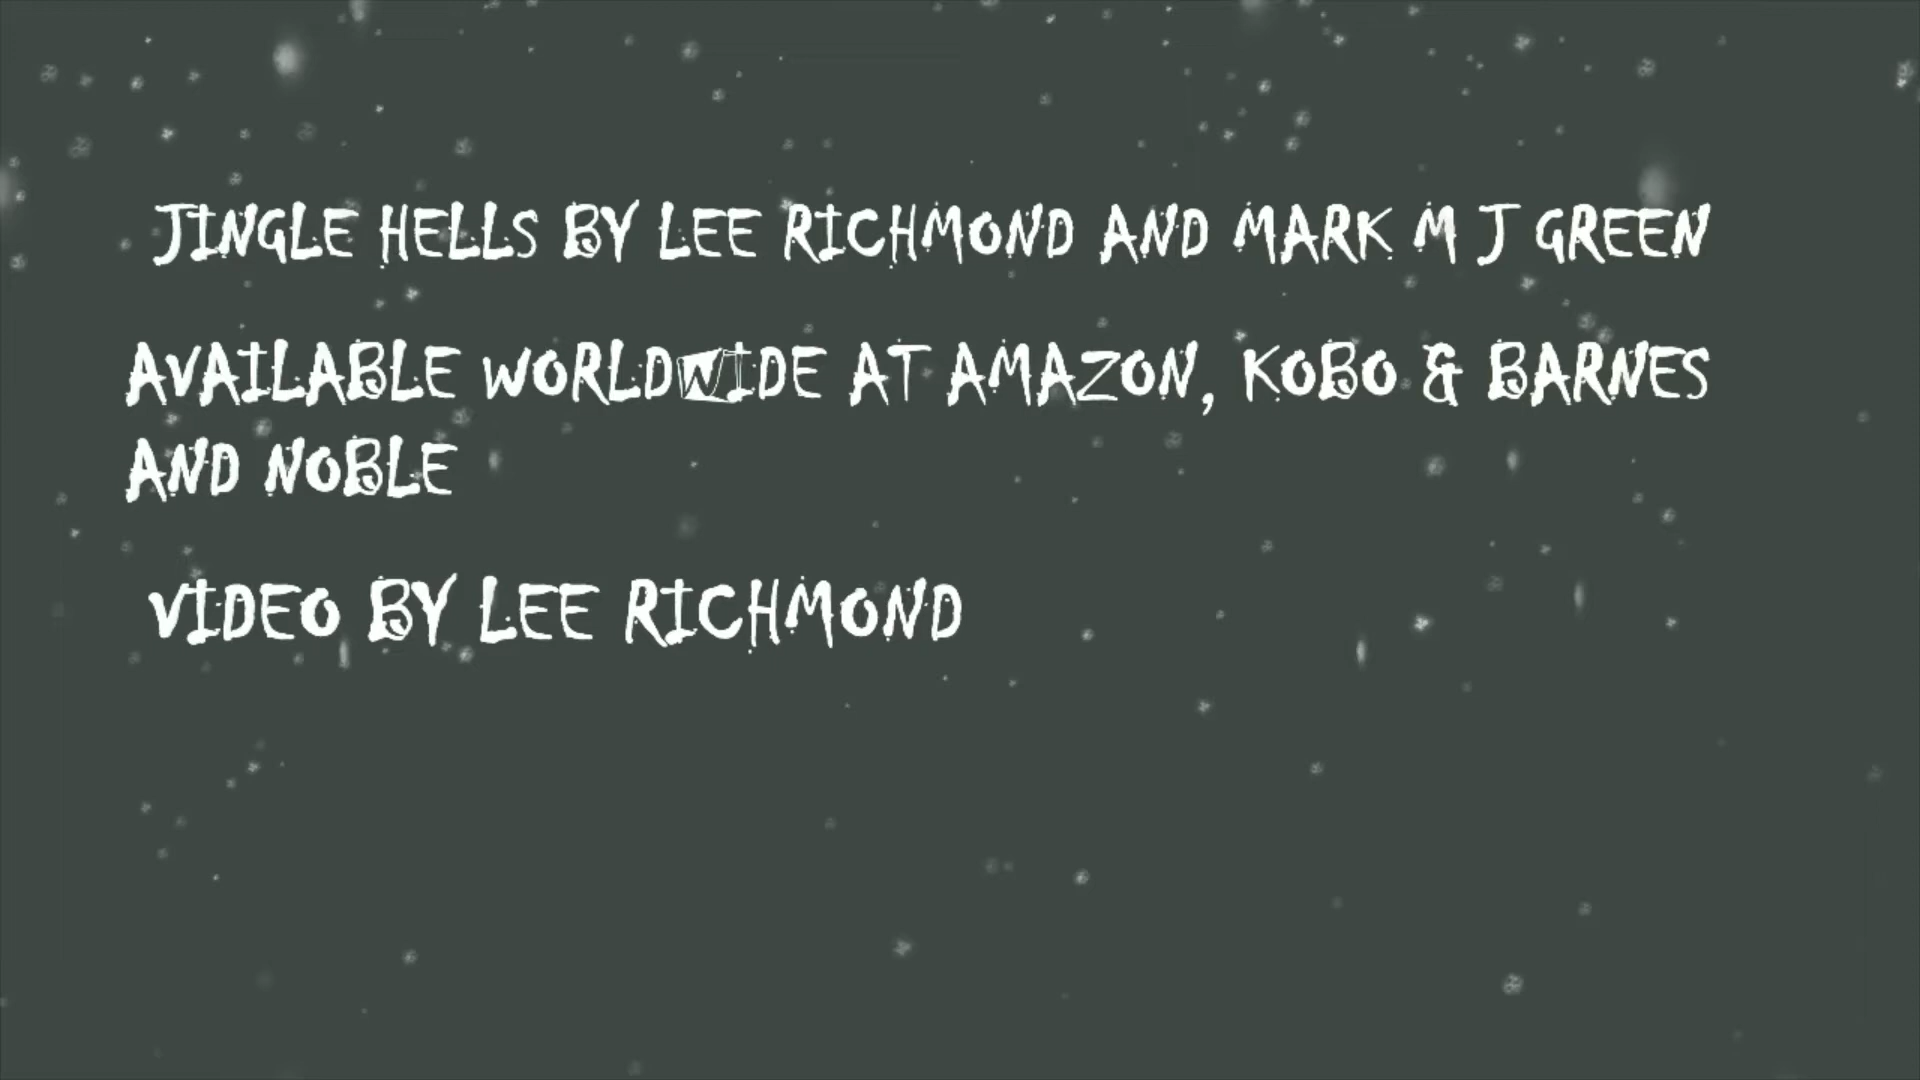 JINGLE HELLS BY LEE RICHMOND AND MARK M J GREEN
AVAILABLE WORLDWIDE AT AMAZON, KOBO & BARNES
AND NOBLE
VIDEO BY LEE RICHMOND